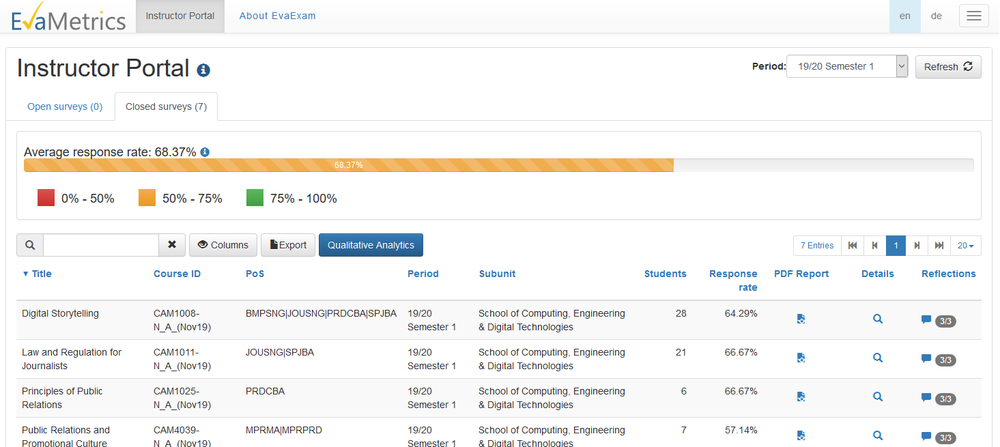 EvaMetrics Instructor Portal About EvaExam en de
Instructor Portal Period: 19/20 Semester 1 Refresh
Open surveys (0) Closed surveys (7)
Average response rate: 68.37%
68.37%
0% - 50% 50% - 75% 75% - 100%
Columns Export Qualitative Analytics 7 Entries 1 20
Title Course ID PoS Period Subunit Students Response PDF Report Details Reflections
rate
Digital Storytelling CAM1008- BMPSNG|JOUSNG|PRDCBA|SPJBA 19/20 School of Computing, Engineering 28 64.29% 3/3
N_A_(Nov19) Semester 1 & Digital Technologies
Law and Regulation for CAM1011- JOUSNG|SPJBA 19/20 School of Computing, Engineering 21 66.67% 3/3
Journalists N_A_(Nov19) Semester 1 & Digital Technologies
Principles of Public CAM1025- PRDCBA 19/20 School of Computing, Engineering 6 66.67% 3/3
Relations N_A_(Nov19) Semester 1 & Digital Technologies
Public Relations and CAM4039- MPRMA|MPRPRD 19/20 School of Computing, Engineering 7 57.14% 3/3
Promotional Culture N_A_(Nov19) Semester 1 & Digital Technologies